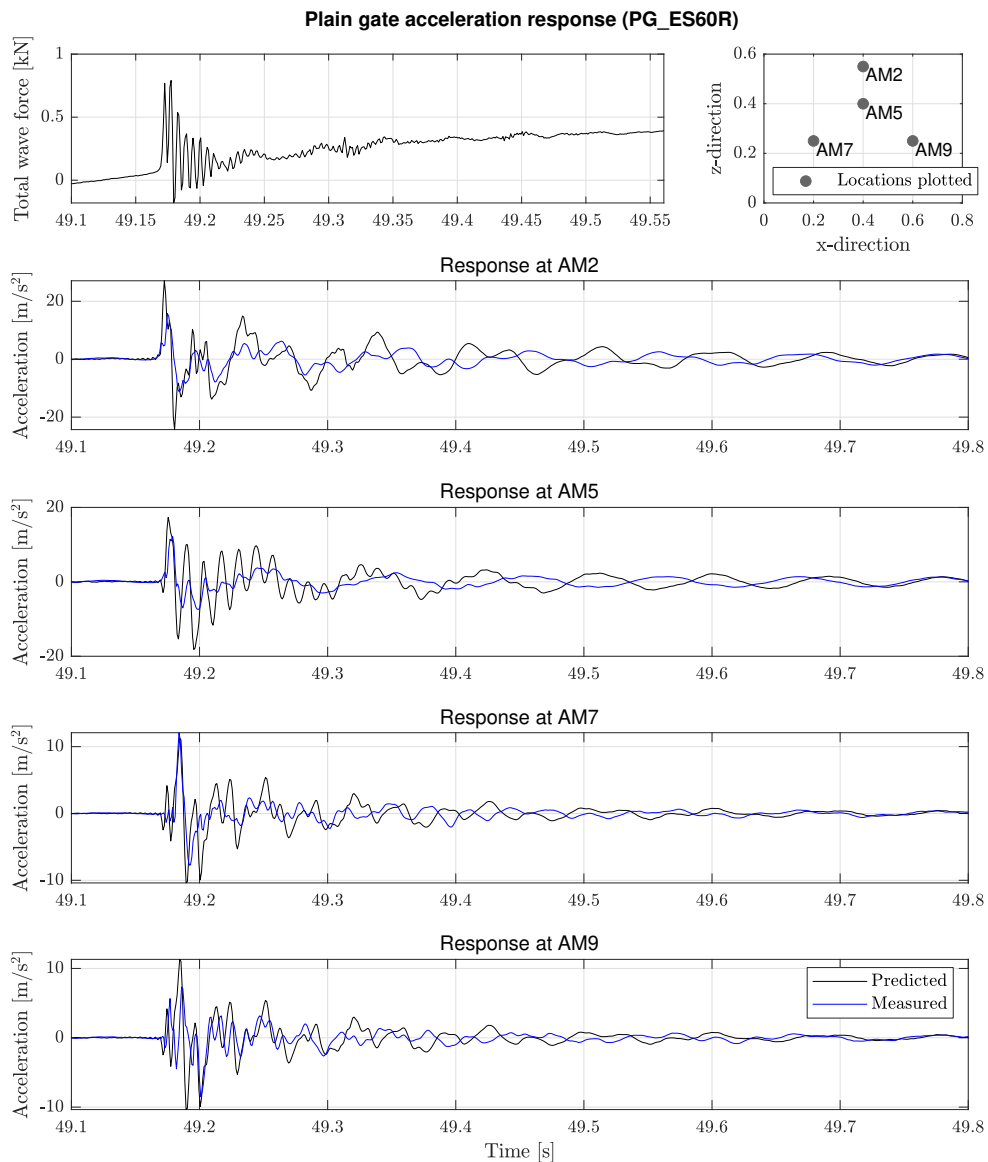 Plain gate acceleration response (PG_ES60R)
Total wave force [kN]
1
0.5
0
49.1 49.15 49.2 49.25 49.3 49.35 49.4 49.45 49.5 49.55
z-direction
0.6
0.4
0.2
0
AM2
AM5
AM7 AM9
Locations plotted
0 0.2 0.4 0.6 0.8
x-direction
Response at AM2
Acceleration [m/s²]
20
0
-20
49.1 49.2 49.3 49.4 49.5 49.6 49.7 49.8
Response at AM5
Acceleration [m/s²]
20
0
-20
49.1 49.2 49.3 49.4 49.5 49.6 49.7 49.8
Response at AM7
Acceleration [m/s²]
10
0
-10
49.1 49.2 49.3 49.4 49.5 49.6 49.7 49.8
Response at AM9
Acceleration [m/s²]
10
0
-10
Predicted
Measured
49.1 49.2 49.3 49.4 49.5 49.6 49.7 49.8
Time [s]